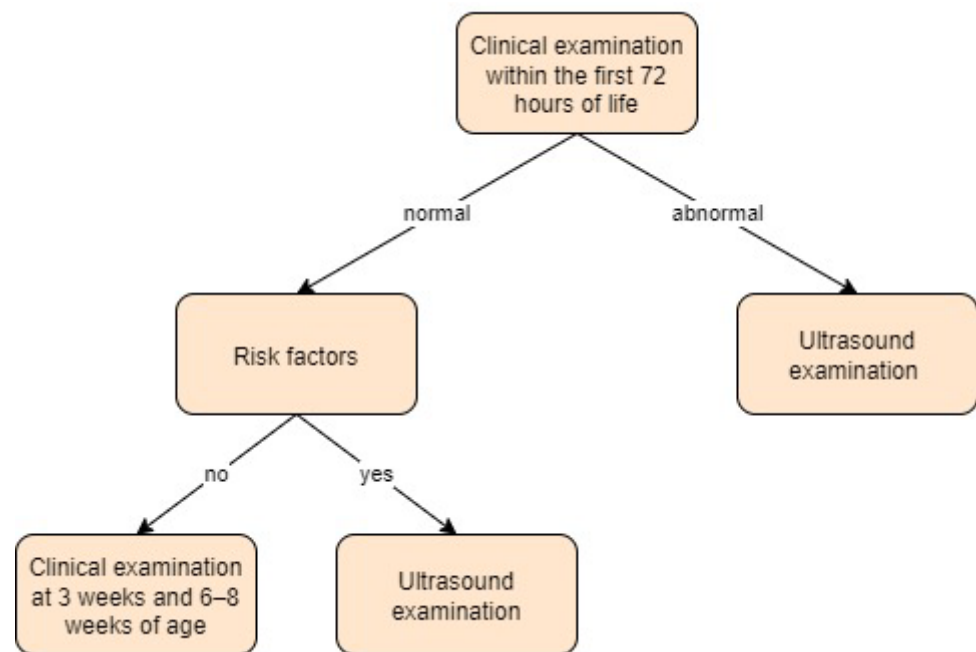 Clinical examination
within the first 72
hours of life
normal
abnormal
Risk factors
Ultrasound
examination
no
yes
Clinical examination
at 3 weeks and 6–8
weeks of age
Ultrasound
examination